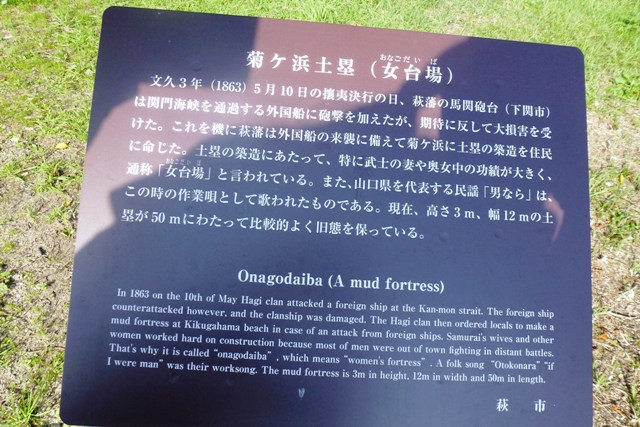 菊ケ浜土塁（女台場）
おなごだいば
文久3年（1863）5月10日の攘夷決行の日、萩藩の馬関砲台（下関市）
は関門海峡を通過する外国船に砲撃を加えたが、期待に反して大損害を受
けた。これを機に萩藩は外国船の来襲に備えて菊ケ浜に土塁の築造を住民
に命じた。土塁の築造にあたって、特に武士の妻や奥女中の功績が大きく、
通称「女台場」と言われている。また、山口県を代表する民謡「男なら」は、
おなごだいば
この時の作業唄として歌われたものである。現在、高さ3m、幅12mの土
塁が50mにわたって比較的よく旧態を保っている。
Onagodaiba (A mud fortress)
In 1863 on the 10th of May Hagi clan attacked a foreign ship at the Kan-mon strait. The foreign ship
counterattacked however, and the clanship was damaged. The Hagi clan then ordered locals to make a
mud fortress at Kikugahama beach in case of an attack from foreign ships. Samurai's wives and other
women worked hard on construction because most of men were out of town fighting in distant battles.
That's why it is called "onagodaiba" , which means "women's fortress" . A folk song "Otokonara" "if
I were man" was their worksong. The mud fortress is 3m in height, 12m in width and 50m in length.
萩 市